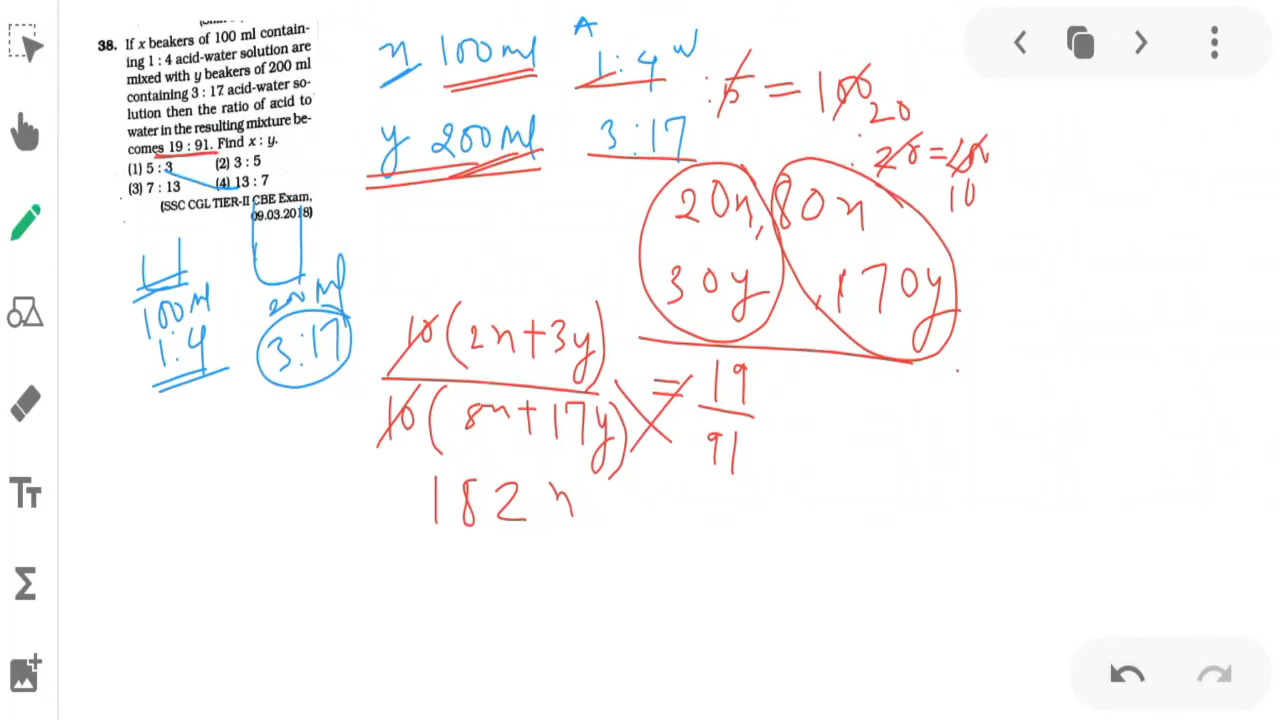 38. If x beakers of 100 ml contain-
ing 1 : 4 acid-water solution are
mixed with y beakers of 200 ml
containing 3 : 17 acid-water so-
lution then the ratio of acid to
water in the resulting mixture be-
comes 19 : 91. Find x : y.
(1) 5 : 3 (2) 3 : 5
(3) 7 : 13 (4) 13 : 7
(SSC CGL TIER-II CBE Exam,
09.03.2018)
100 ml
1:4
200 ml
3:17
A
x 100 ml 1:4 W
y 200 ml 3:17
: 5 = 100 20
20 =
10
20x, 80x
30y, 170y
10(2x+3y)
10(8x+17y)
= 19
91
182x
Tт
Σ